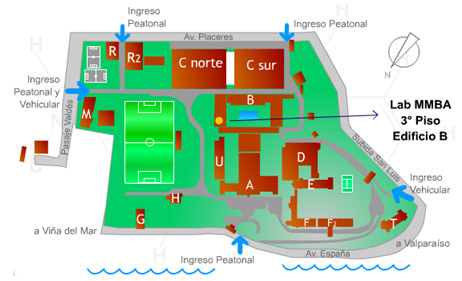 Ingreso
Peatonal
Av. Placeres
Ingreso Peatonal
R
R2
C norte
C sur
N
Ingreso
Peatonal y
Vehicular
Pasaje Valdés
M
B
Lab MMBA
3° Piso
Edificio B
U
A
D
E
Subida San Luis
Ingreso
Vehicular
H
G
F
F
T
a Viña del Mar
a Valparaíso
Ingreso Peatonal
Av. España